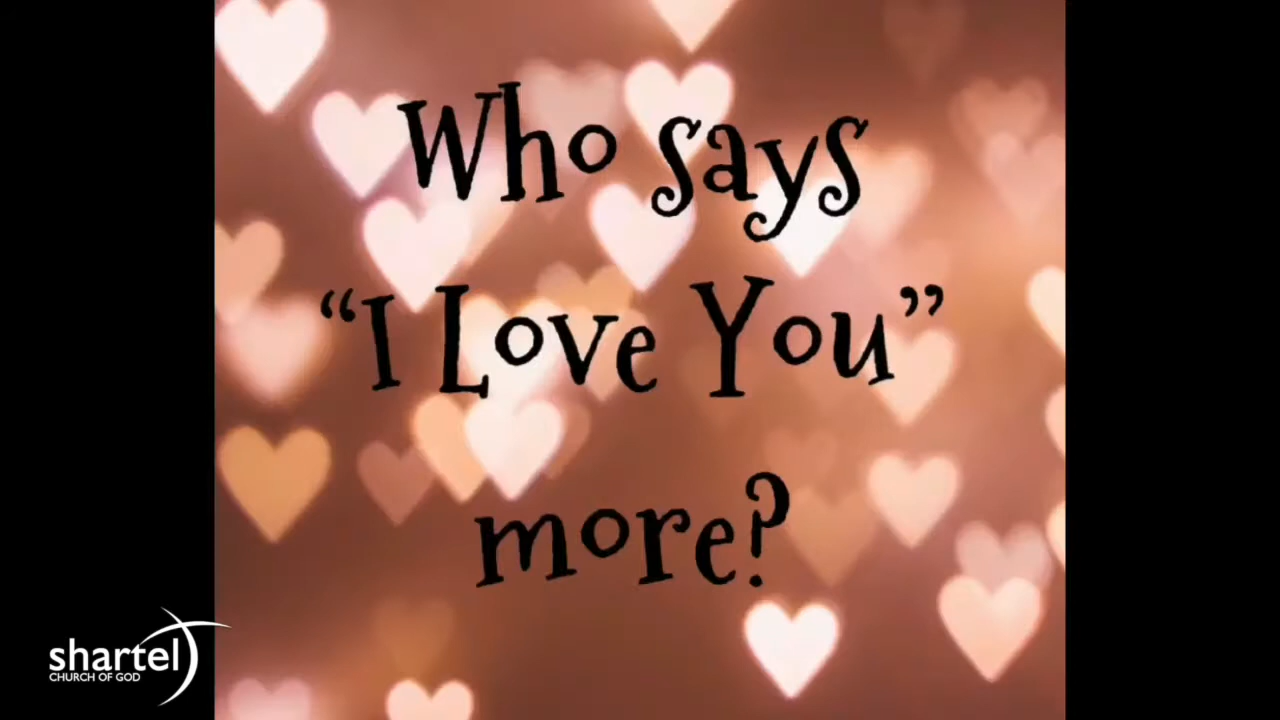 Who says
“I Love You”
more?
shartel
CHURCH OF GOD